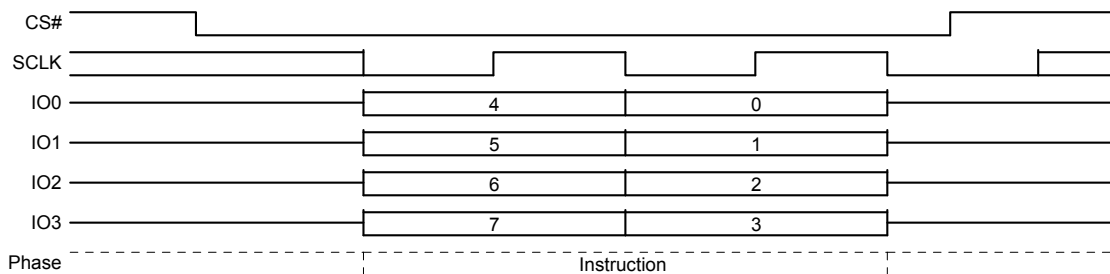 CS#
SCLK
IO0 4 0
IO1 5 1
IO2 6 2
IO3 7 3
Phase Instruction